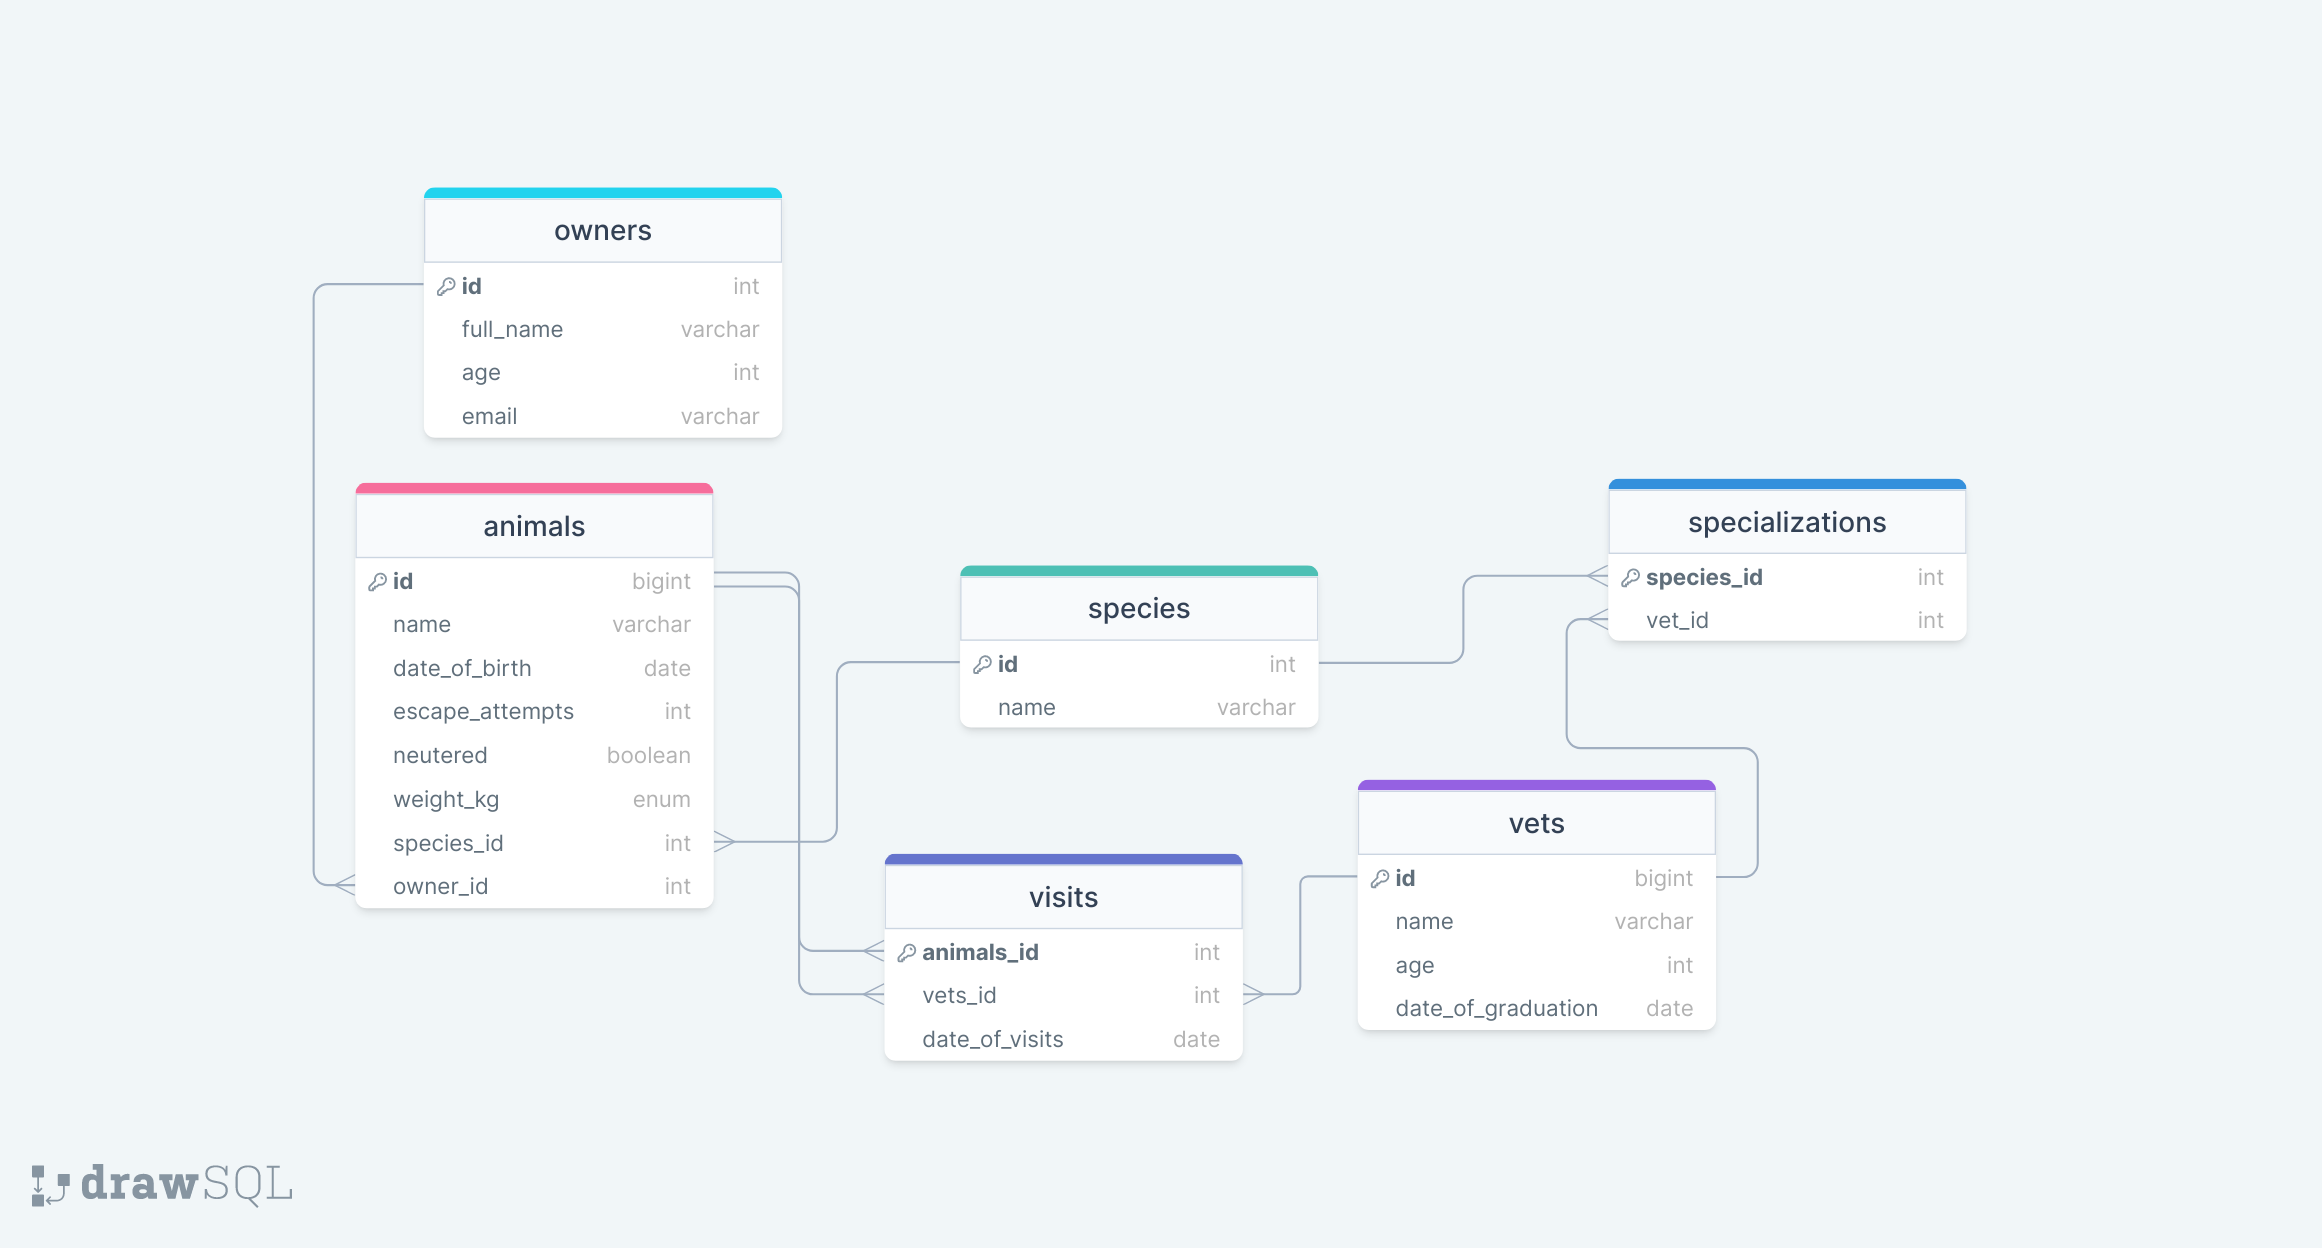 owners
id int
full_name varchar
age int
email varchar
animals
id bigint
name varchar
date_of_birth date
escape_attempts int
neutered boolean
weight_kg enum
species_id int
owner_id int
species
id int
name varchar
specializations
species_id int
vet_id int
visits
animals_id int
vets_id int
date_of_visits date
vets
id bigint
name varchar
age int
date_of_graduation date
drawSQL